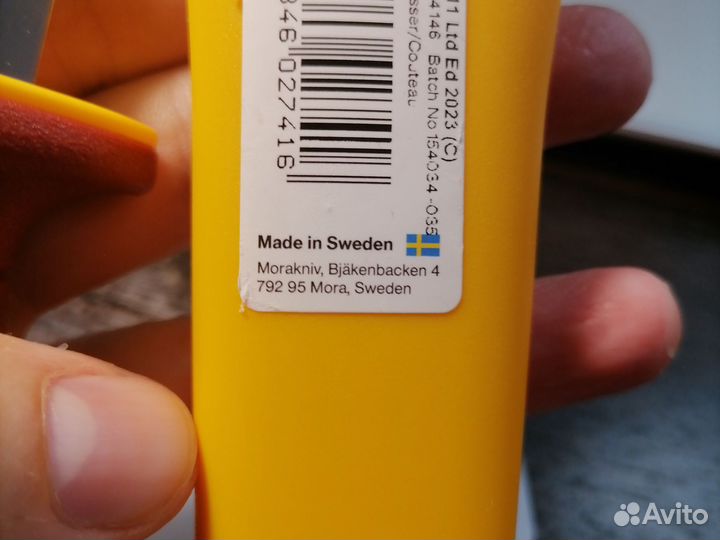 11 Ltd Ed 2023 (C)
4146 Batch No 154034-035
sser/Couteau
346 027416
Made in Sweden
Morakniv, Bjäkenbacken 4
792 95 Mora, Sweden
Avito